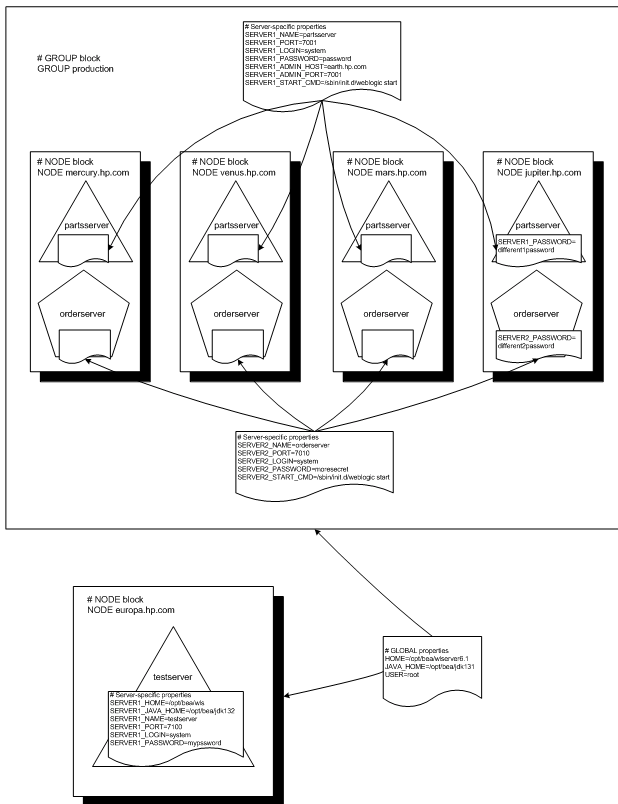 # Server-specific properties
SERVER1_NAME=partsserver
SERVER1_PORT=7001
SERVER1_LOGIN=system
SERVER1_PASSWORD=password
SERVER1_ADMIN_HOST=earth.hp.com
SERVER1_ADMIN_PORT=7001
SERVER1_START_CMD=/sbin/init.d/weblogic start
# GROUP block
GROUP production
# NODE block
NODE mercury.hp.com
partsserver
orderserver
# NODE block
NODE venus.hp.com
partsserver
orderserver
# NODE block
NODE mars.hp.com
partsserver
orderserver
# NODE block
NODE jupiter.hp.com
partsserver
SERVER1_PASSWORD=
different1password
orderserver
SERVER2_PASSWORD=
different2password
# Server-specific properties
SERVER2_NAME=orderserver
SERVER2_PORT=7010
SERVER2_LOGIN=system
SERVER2_PASSWORD=moresecret
SERVER2_START_CMD=/sbin/init.d/weblogic start
# NODE block
NODE europa.hp.com
testserver
# Server-specific properties
SERVER1_HOME=/opt/bea/wls
SERVER1_JAVA_HOME=/opt/bea/jdk132
SERVER1_NAME=testserver
SERVER1_PORT=7100
SERVER1_LOGIN=system
SERVER1_PASSWORD=mypssword
# GLOBAL properties
HOME=/opt/bea/wlserver6.1
JAVA_HOME=/opt/bea/jdk131
USER=root